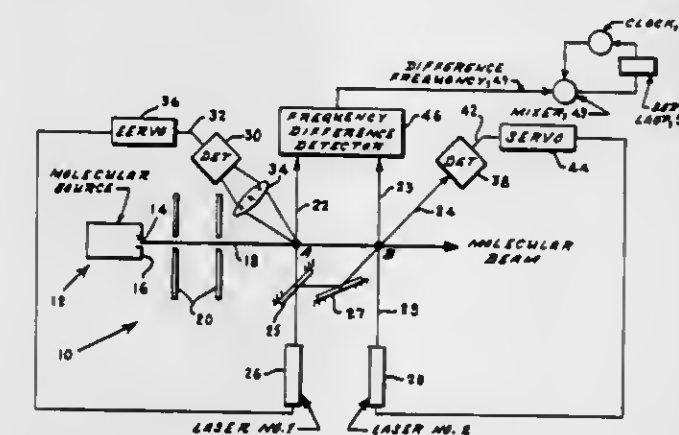 CLOCK,
DIFFERENCE
FREQUENCY, 49
MIXER, 48
36
32
30
SERVO
DET
34
FREQUENCY
DIFFERENCE
DETECTOR
46
42
SERVO
44
DET
38
MOLECULAR
SOURCE
14
22
23
24
18
A
B
MOLECULAR
BEAM
12
16
20
25
27
29
10
26
28
LASER NO. 1
LASER NO. 2